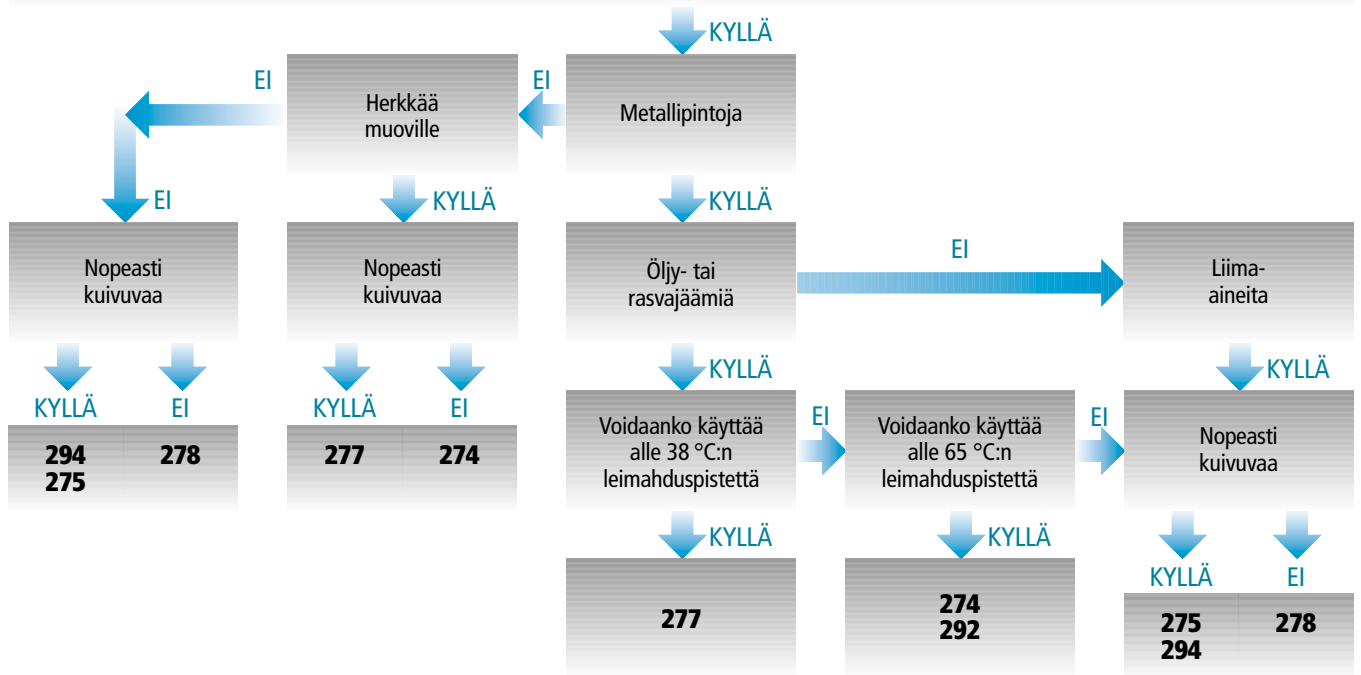 KYLLÄ
EI
Herkkää
muoville
EI
Metallipintoja
EI
KYLLÄ
KYLLÄ
Nopeasti
kuivuvaa
Nopeasti
kuivuvaa
Öljy- tai
rasvajäämiä
EI
Liima-
aineita
KYLLÄ
KYLLÄ
EI
KYLLÄ
EI
KYLLÄ
294
275
278
277
274
Voidaanko käyttää
alle 38 °C:n
leimahduspistettä
EI
Voidaanko käyttää
alle 65 °C:n
leimahduspistettä
EI
Nopeasti
kuivuvaa
KYLLÄ
KYLLÄ
KYLLÄ
EI
277
274
292
275
294
278